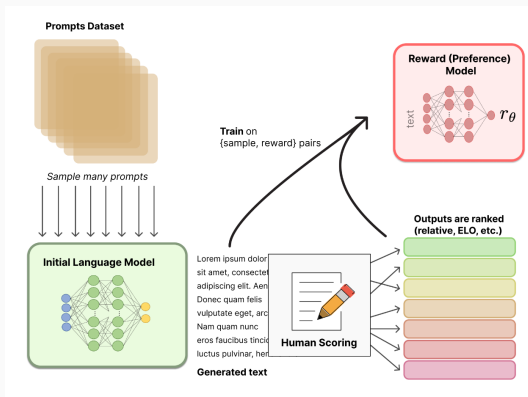 Prompts Dataset
Sample many prompts
Initial Language Model
Train on
{sample, reward} pairs
Reward (Preference)
Model
text
rθ
Lorem ipsum dolor
sit amet, consectet
adipiscing elit. Aen
Donec quam felis
vulputate eget, arc
Nam quam nunc
eros faucibus tincid
luctus pulvinar, her
Generated text
Human Scoring
Outputs are ranked
(relative, ELO, etc.)